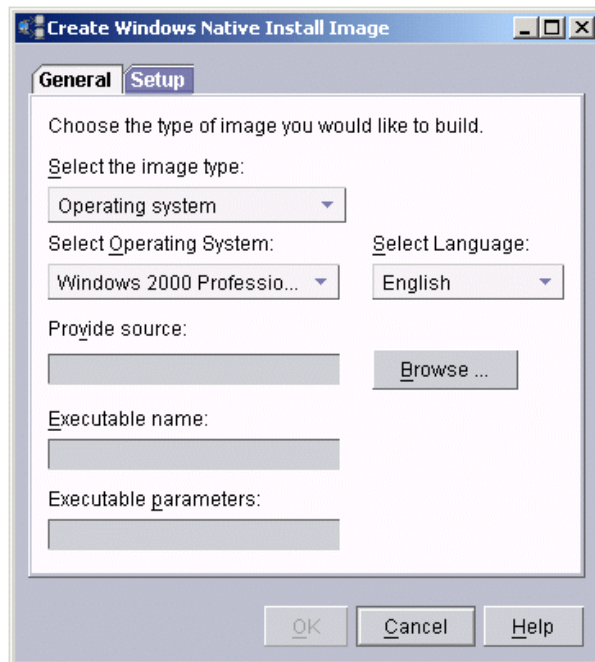 Create Windows Native Install Image
General Setup
Choose the type of image you would like to build.
Select the image type:
Operating system
Select Operating System: Select Language:
Windows 2000 Professio... English
Provide source:
Browse ...
Executable name:
Executable parameters:
OK Cancel Help